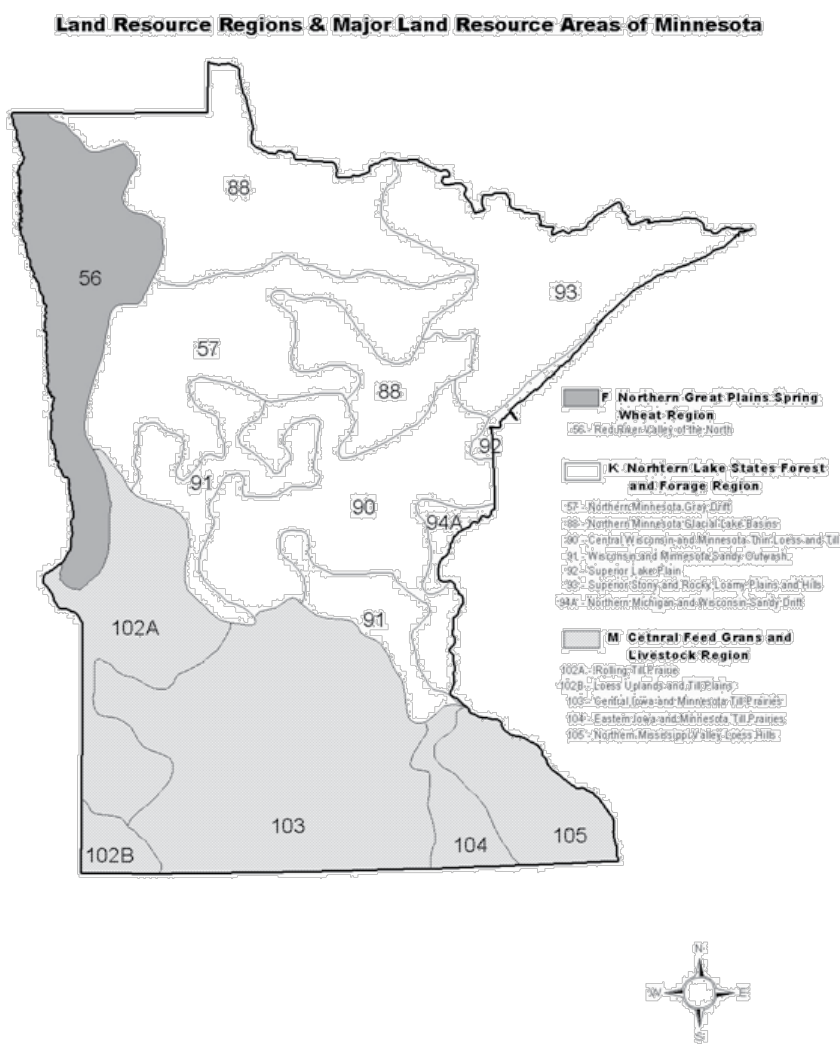 Land Resource Regions & Major Land Resource Areas of Minnesota
88
56
93
57
88
F Northern Great Plains Spring
Wheat Region
56 - Red River Valley of the North
92
K Norhtern Lake States Forest
and Forage Region
91
90
94A
57 - Northern Minnesota Gray Drift
88 - Northern Minnesota Glacial Lake Basins
90 - Central Wisconsin and Minnesota Thin Loess and Till
91 - Wisconsin and Minnesota Sandy Outwash
92 - Superior Lake Plain
93 - Superior Stony and Rocky Loamy Plains and Hills
94A - Northern Michigan and Wisconsin Sandy Drift
102A
91
M Cetnral Feed Grans and
Livestock Region
102A - Rolling Till Prairie
102B - Loess Uplands and Till Plains
103 - Central Iowa and Minnesota Till Prairies
104 - Eastern Iowa and Minnesota Till Prairies
105 - Northern Mississippi Valley Loess Hills
103
104
105
102B
N
W E
S